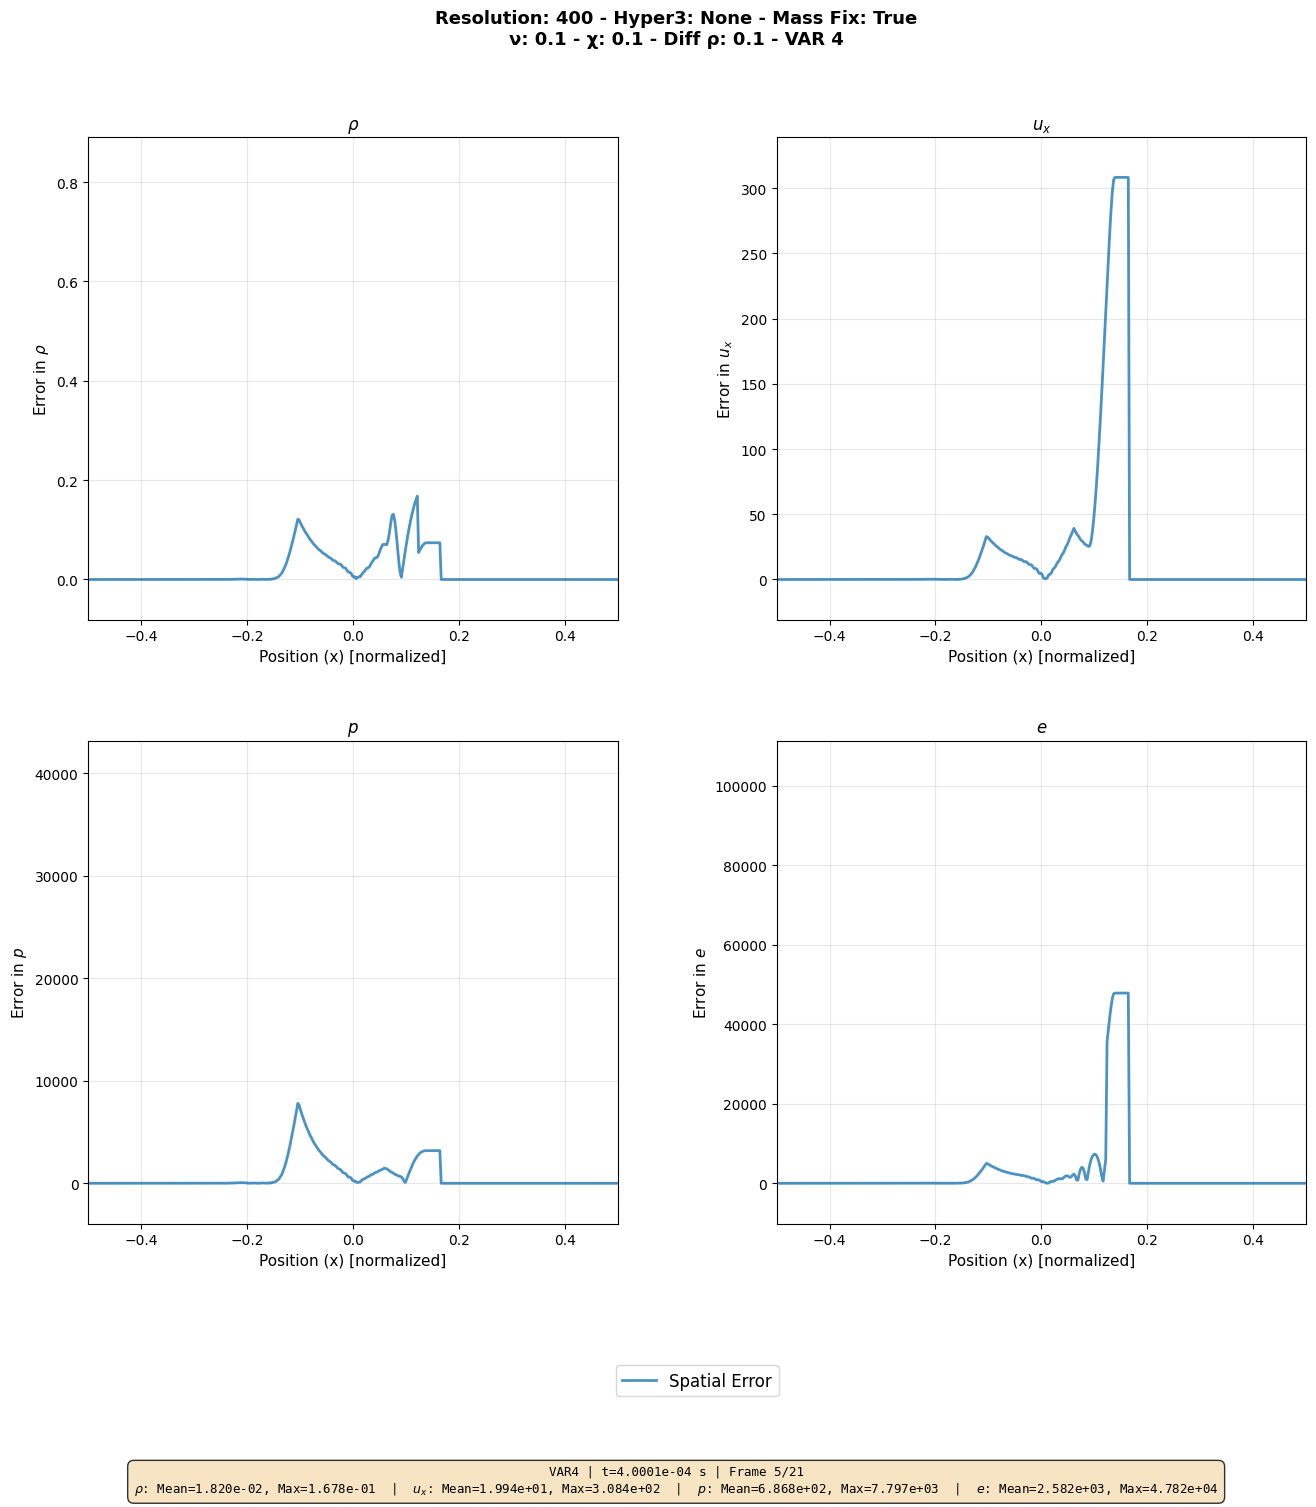 Resolution: 400 - Hyper3: None - Mass Fix: True
ν: 0.1 - χ: 0.1 - Diff ρ: 0.1 - VAR 4
ρ
0.8
0.6
0.4
0.2
0.0
Error in ρ
−0.4 −0.2 0.0 0.2 0.4
Position (x) [normalized]
u_x
300
250
200
150
100
50
0
Error in u_x
−0.4 −0.2 0.0 0.2 0.4
Position (x) [normalized]
p
40000
30000
20000
10000
0
Error in p
−0.4 −0.2 0.0 0.2 0.4
Position (x) [normalized]
e
100000
80000
60000
40000
20000
0
Error in e
−0.4 −0.2 0.0 0.2 0.4
Position (x) [normalized]
Spatial Error
VAR4 | t=4.0001e-04 s | Frame 5/21
ρ: Mean=1.820e-02, Max=1.678e-01 | u_x: Mean=1.994e+01, Max=3.084e+02 | p: Mean=6.868e+02, Max=7.797e+03 | e: Mean=2.582e+03, Max=4.782e+04